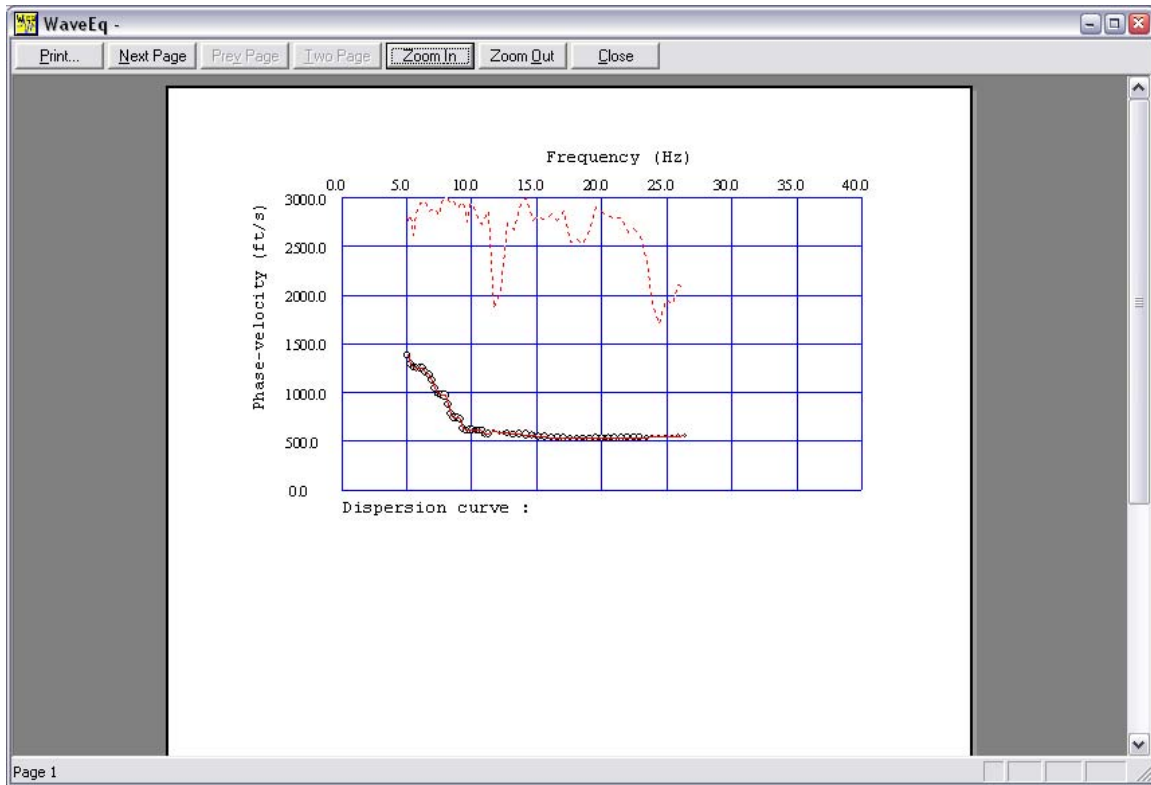 WaveEq -
Print... Next Page Prev Page Two Page Zoom In Zoom Out Close
Frequency (Hz)
0.0 5.0 10.0 15.0 20.0 25.0 30.0 35.0 40.0
Phase-velocity (ft/s)
3000.0
2500.0
2000.0
1500.0
1000.0
500.0
0.0
Dispersion curve :
Page 1